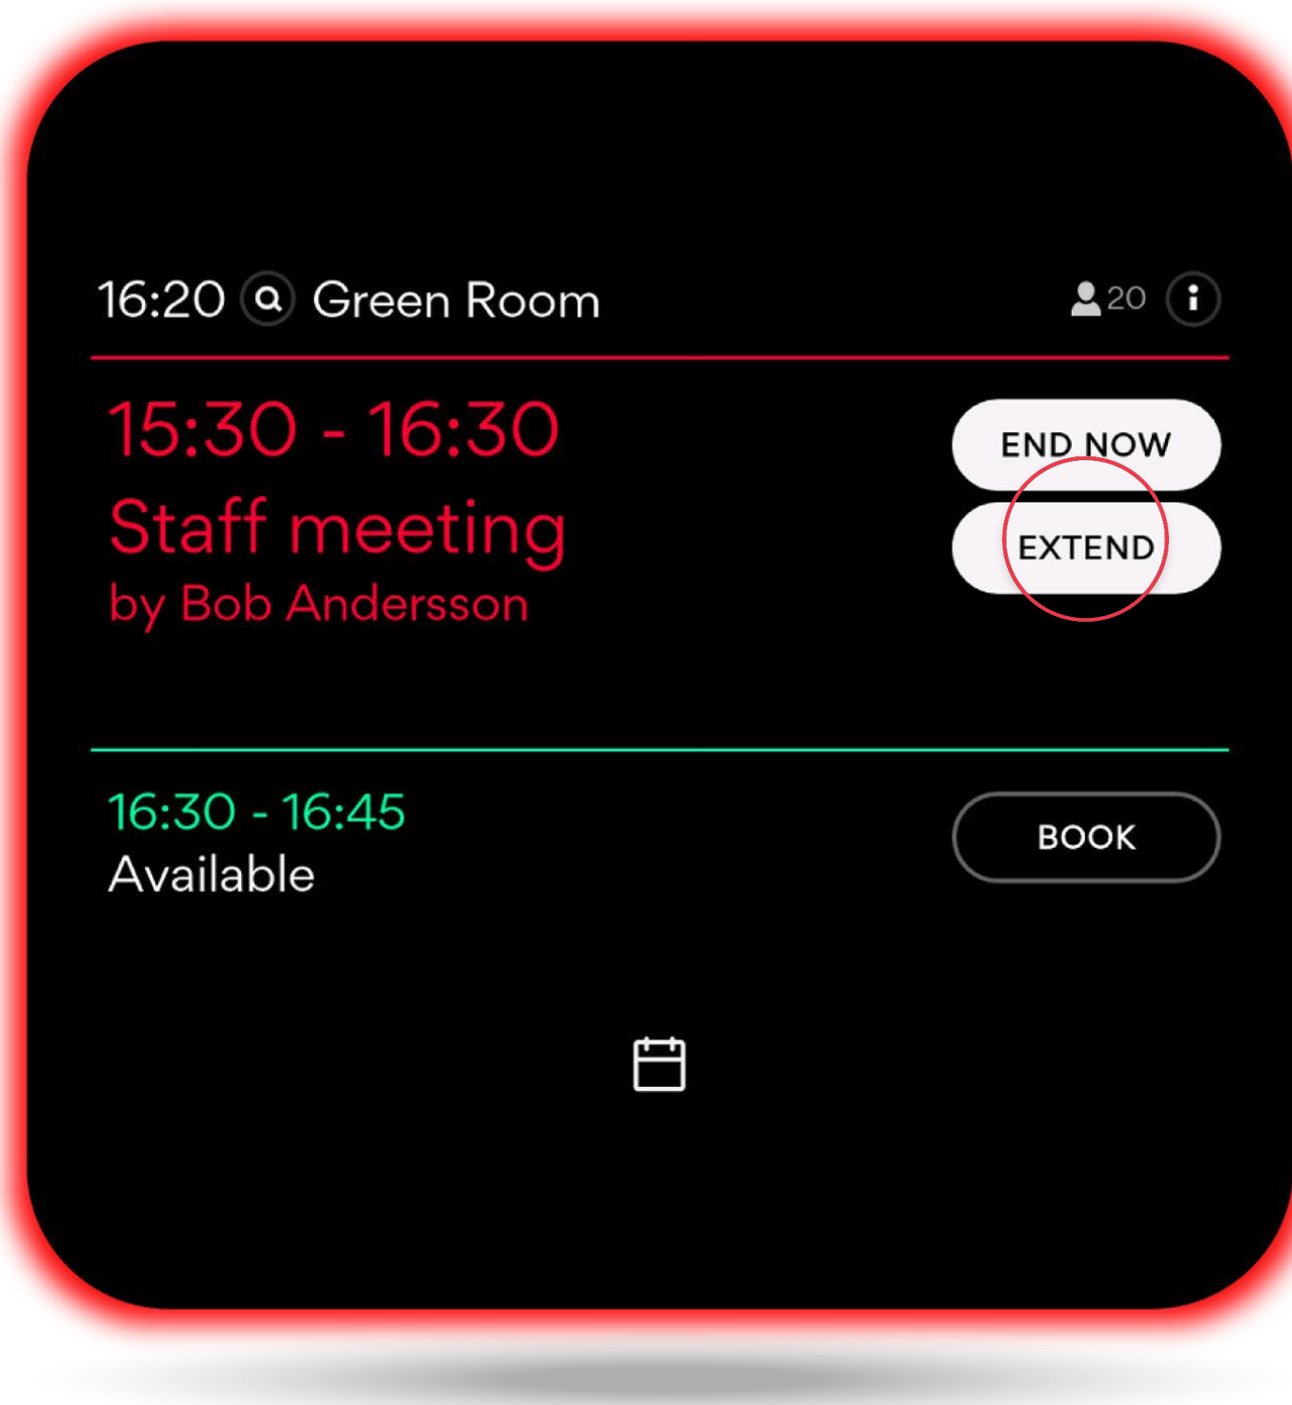 16:20 Green Room 20
15:30 - 16:30
END NOW
Staff meeting
EXTEND
by Bob Andersson
16:30 - 16:45
BOOK
Available